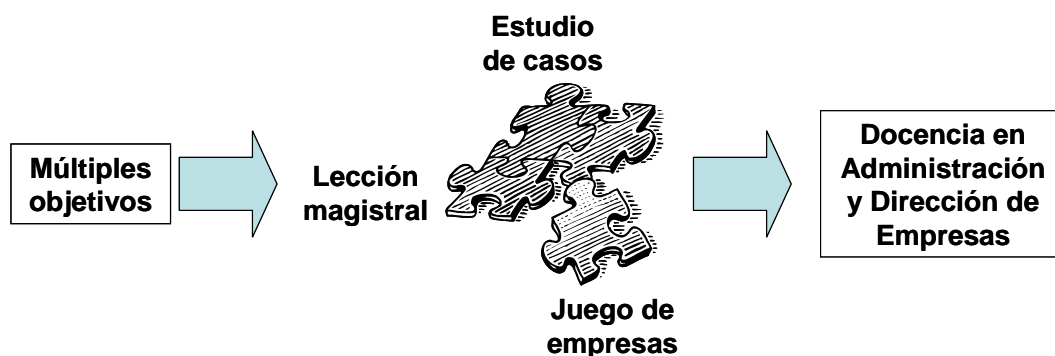 Múltiples
objetivos
Lección
magistral
Estudio
de casos
Juego de
empresas
Docencia en
Administración
y Dirección de
Empresas